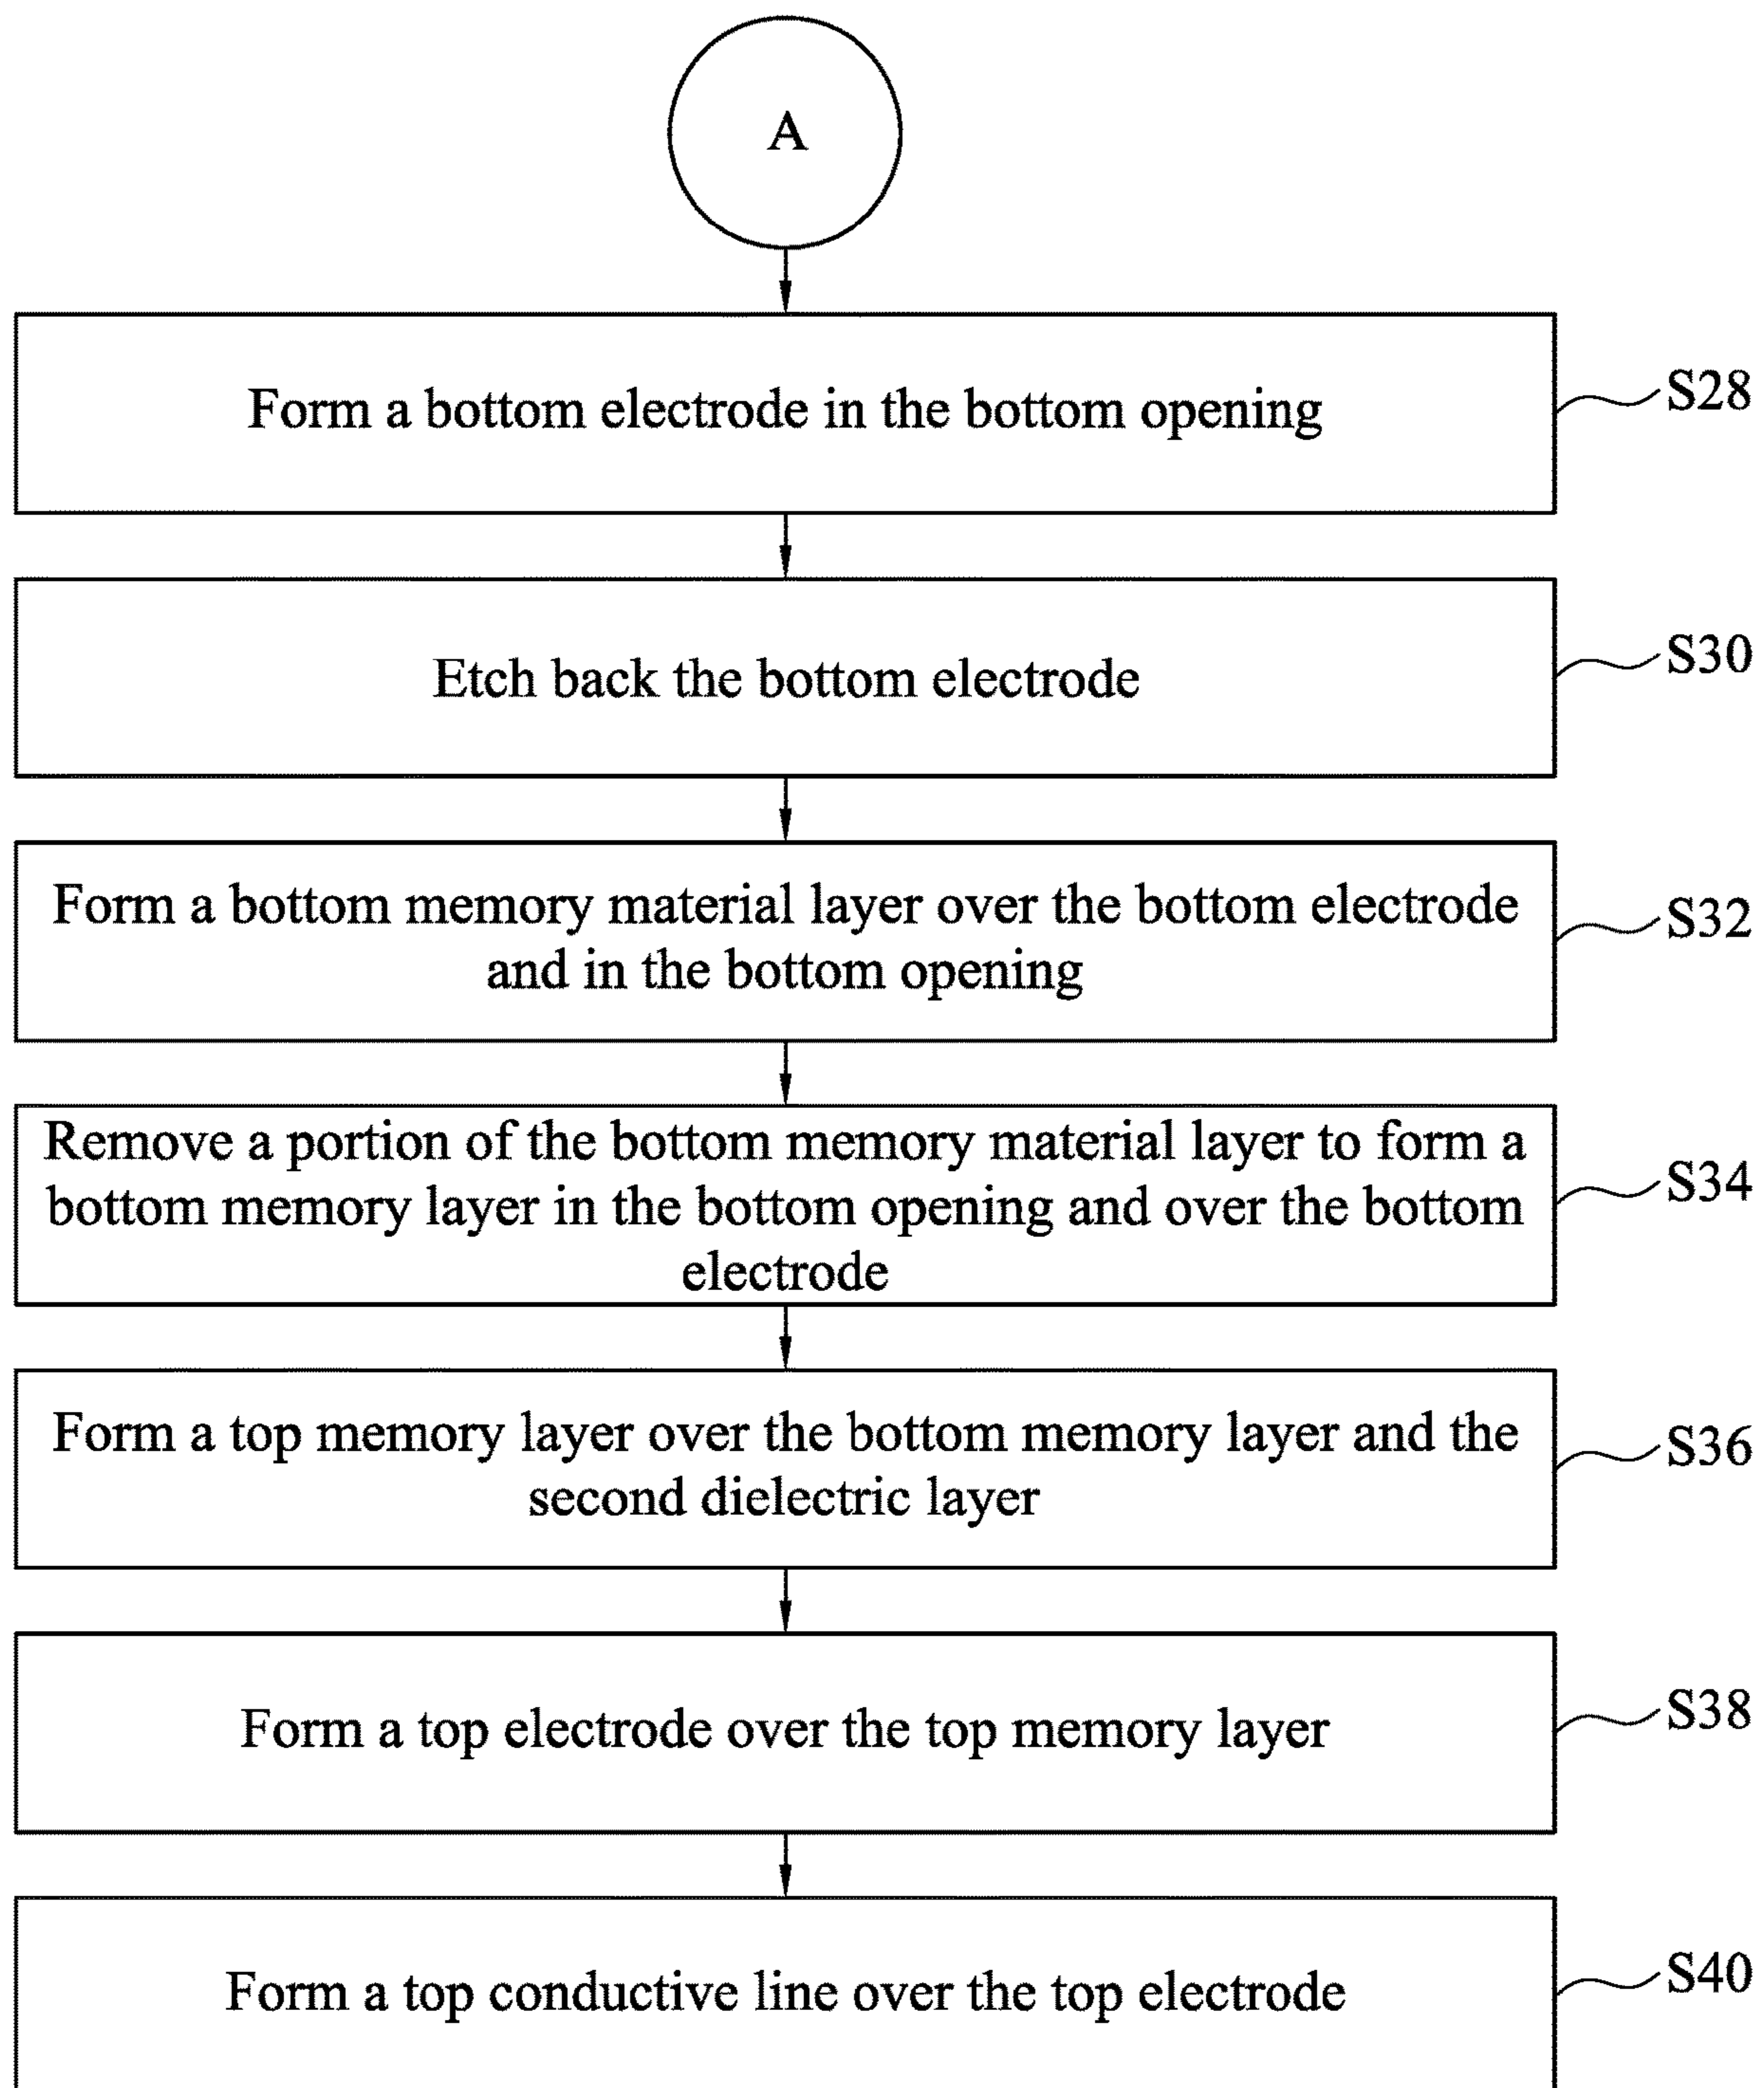 A
Form a bottom electrode in the bottom opening
S28
Etch back the bottom electrode
S30
Form a bottom memory material layer over the bottom electrode
and in the bottom opening
S32
Remove a portion of the bottom memory material layer to form a
bottom memory layer in the bottom opening and over the bottom
electrode
S34
Form a top memory layer over the bottom memory layer and the
second dielectric layer
S36
Form a top electrode over the top memory layer
S38
Form a top conductive line over the top electrode
S40